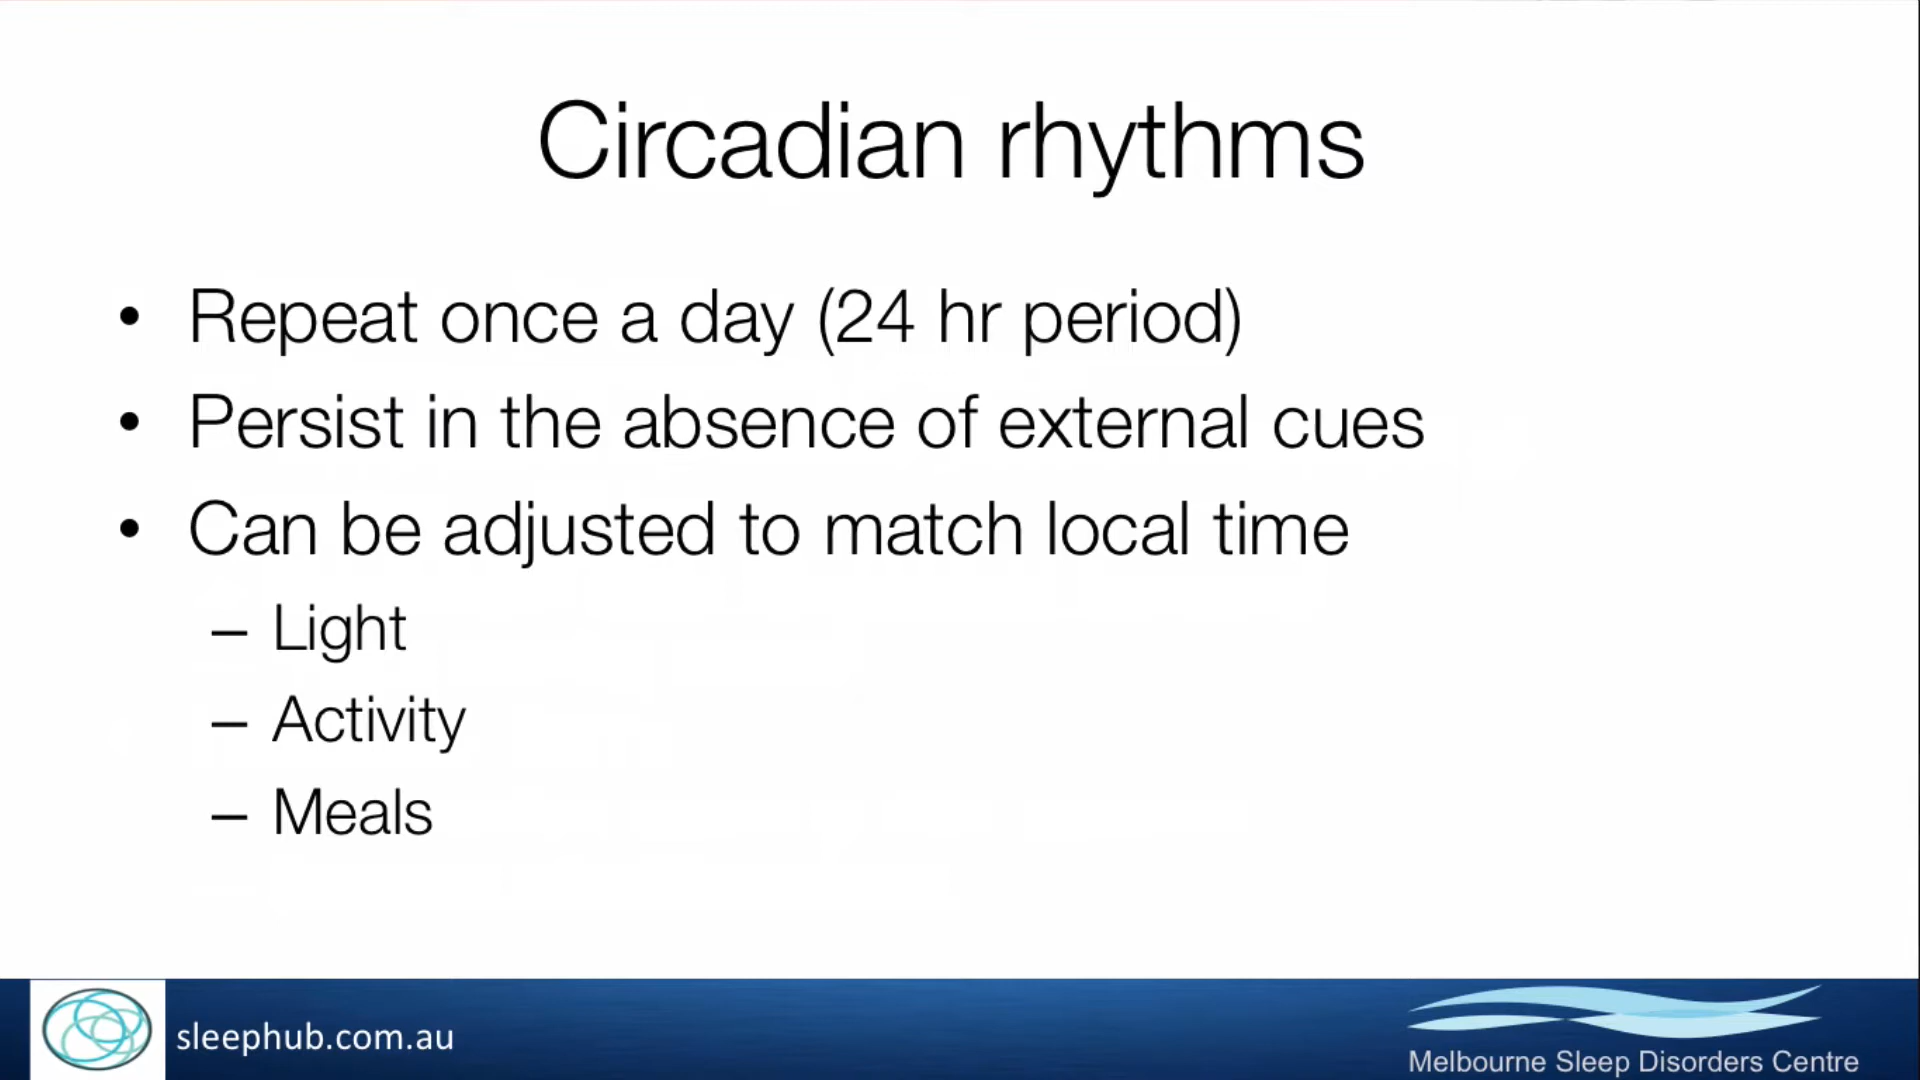 Circadian rhythms
• Repeat once a day (24 hr period)
• Persist in the absence of external cues
• Can be adjusted to match local time
– Light
– Activity
– Meals
sleephub.com.au
Melbourne Sleep Disorders Centre